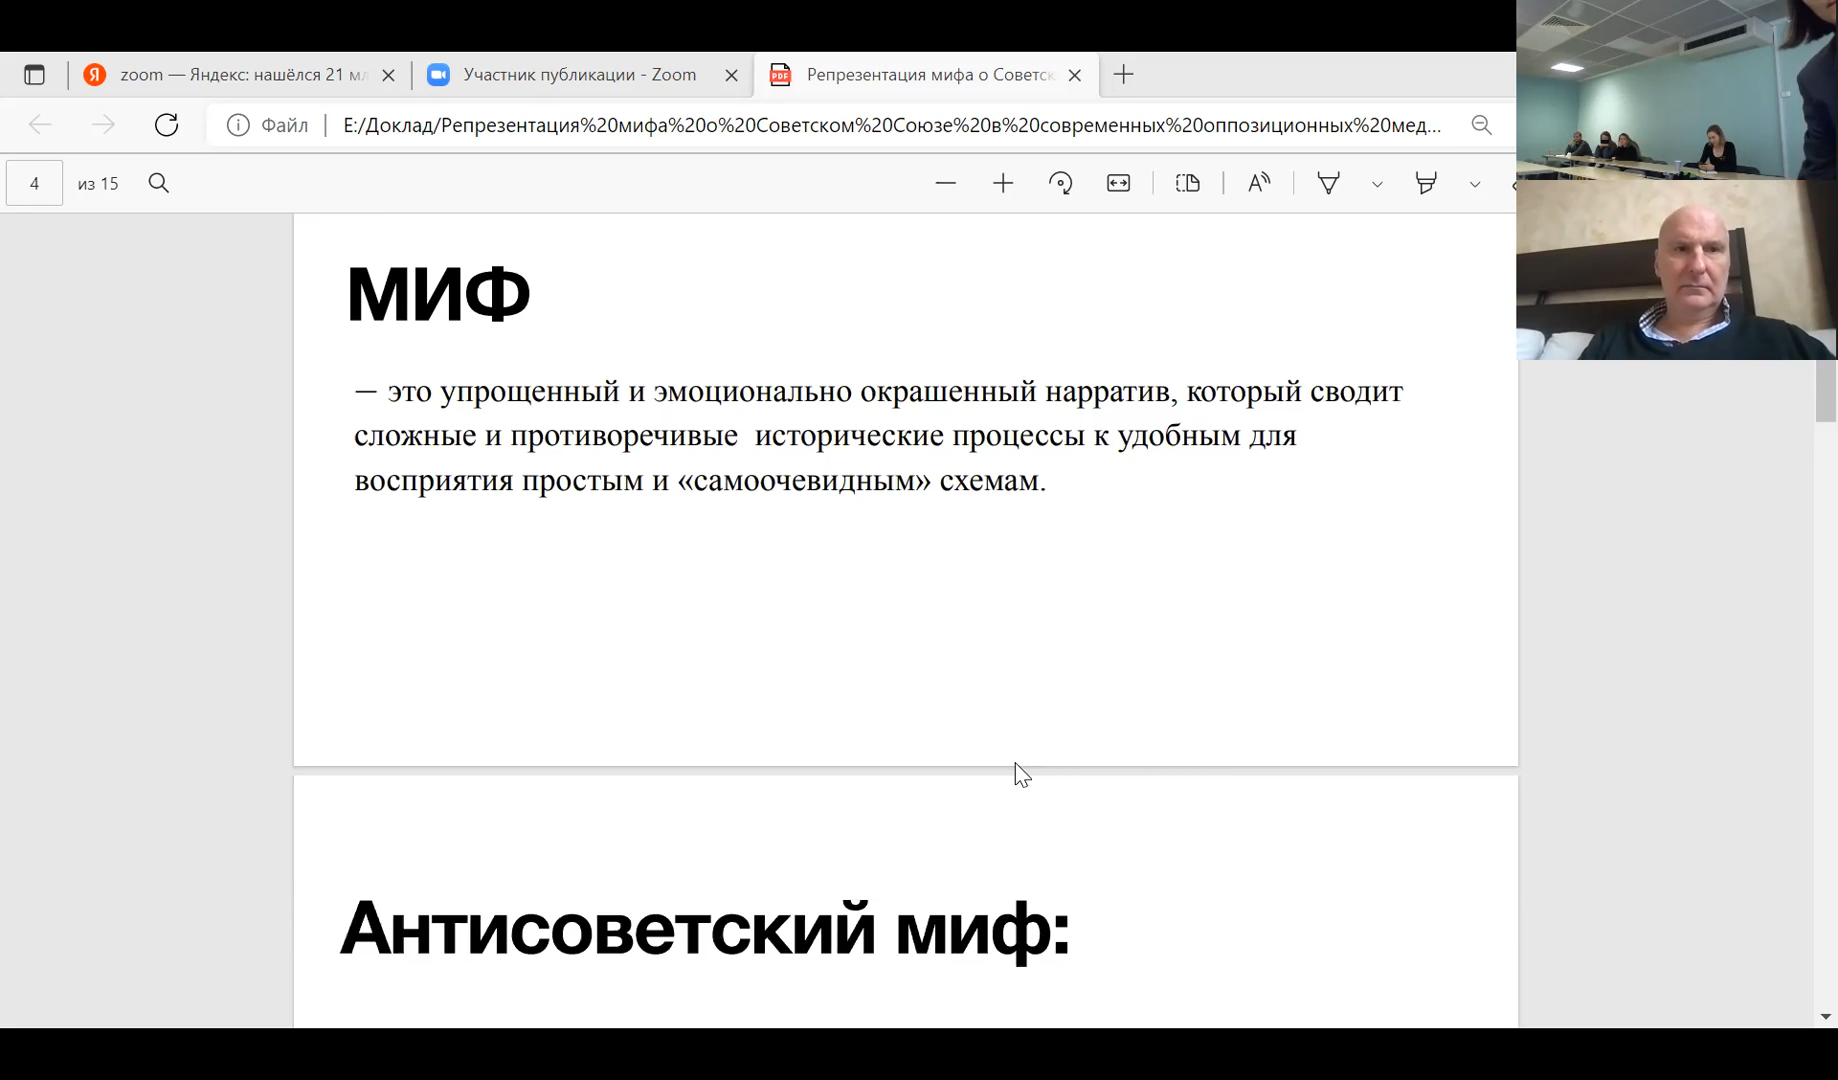 zoom — Яндекс: нашёлся 21 мл
Участник публикации - Zoom
PDF
Репрезентация мифа о Советск
Файл
E:/Доклад/Репрезентация%20мифа%20о%20Советском%20Союзе%20в%20современных%20оппозиционных%20мед...
4 из 15
МИФ
— это упрощенный и эмоционально окрашенный нарратив, который сводит
сложные и противоречивые исторические процессы к удобным для
восприятия простым и «самоочевидным» схемам.
Антисоветский миф: